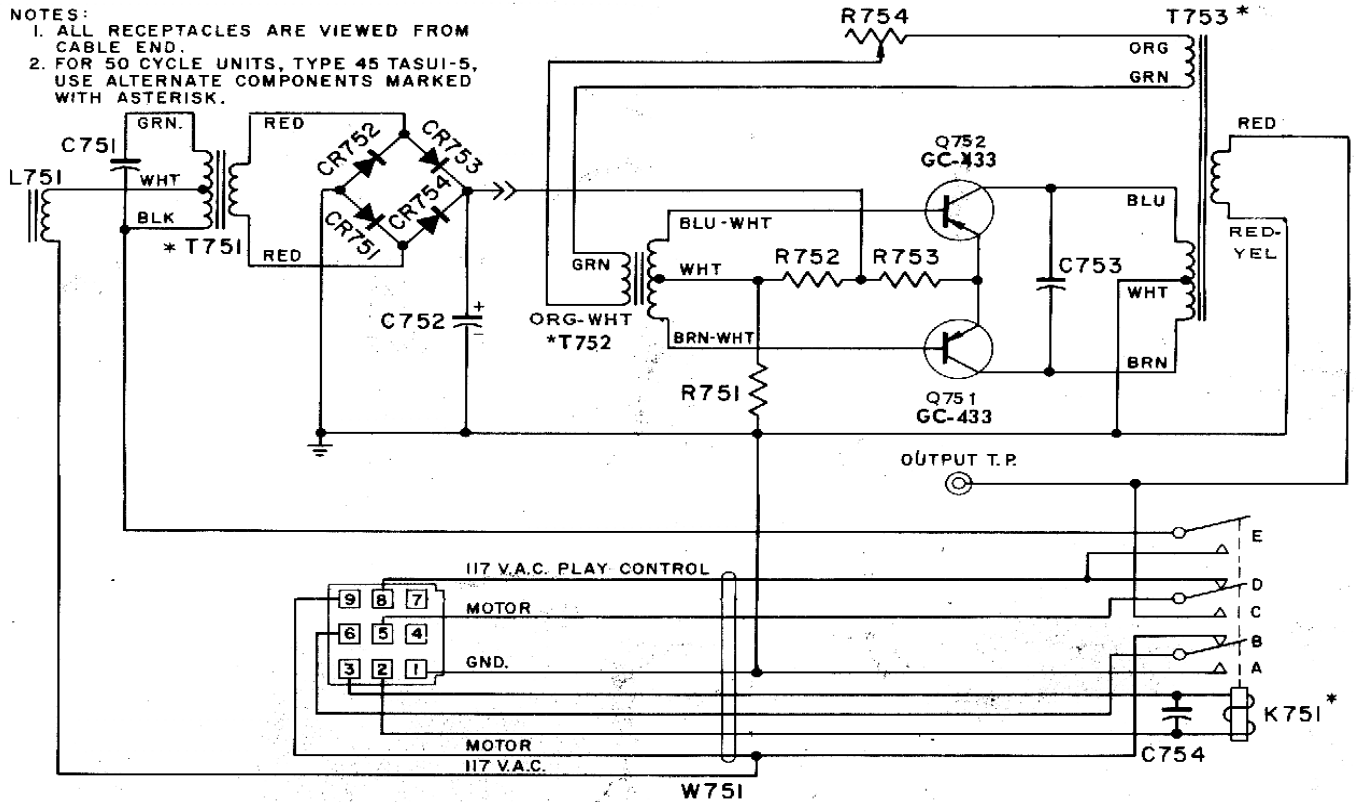 NOTES:
1. ALL RECEPTACLES ARE VIEWED FROM
CABLE END.
2. FOR 50 CYCLE UNITS, TYPE 45 TASUI-5,
USE ALTERNATE COMPONENTS MARKED
WITH ASTERISK.
R754
T753*
ORG
GRN
GRN.
RED
C751
CR752
CR753
Q752
GC-433
RED
L751
WHT
CR754
BLK
BLU-WHT
BLU
* T751
CR751
RED
GRN
WHT
R752
R753
C753
RED-
YEL
WHT
C752
+
-
ORG-WHT
*T752
BRN-WHT
BRN
R751
Q751
GC-433
OUTPUT T.P.
E
117 V.A.C. PLAY CONTROL
D
9 8 7
MOTOR
C
6 5 4
B
3 2 1
GND.
A
K751*
MOTOR
C754
117 V.A.C.
W751